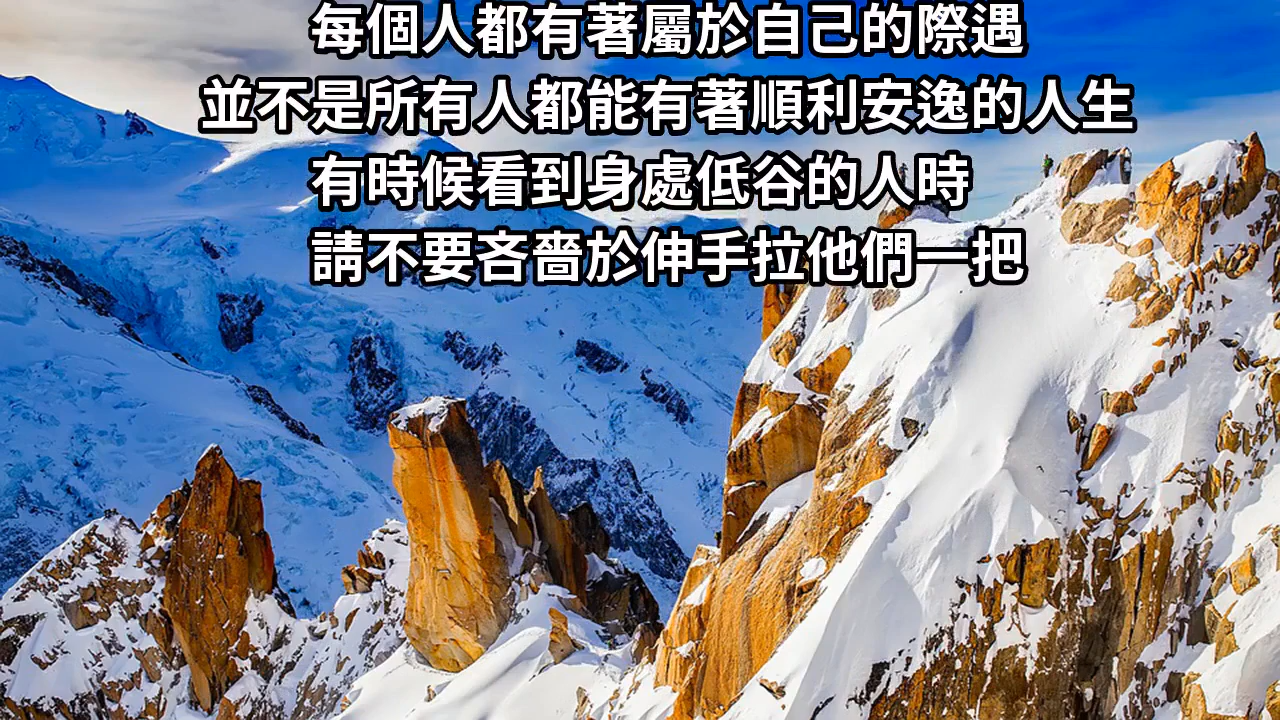 每個人都有著屬於自己的際遇
並不是所有人都能有著順利安逸的人生
有時候看到身處低谷的人時
請不要吝嗇於伸手拉他們一把